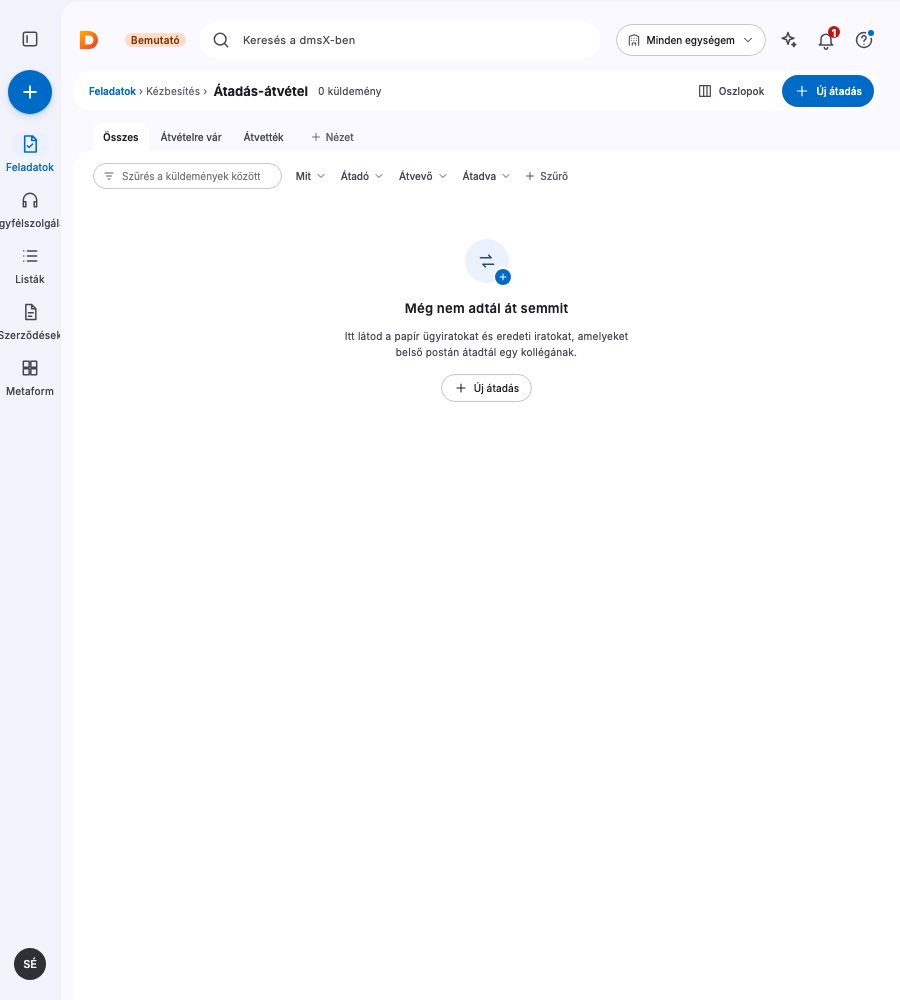 Bemutató
Keresés a dmsX-ben
Minden egységem
1
Feladatok › Kézbesítés › Átadás-átvétel 0 küldemény
Oszlopok
Új átadás
Összes Átvételre vár Átvették + Nézet
Szűrés a küldemények között Mit Átadó Átvevő Átadva + Szűrő
Feladatok
gyfélszolgál
Listák
Szerződések
Metaform
Még nem adtál át semmit
Itt látod a papír ügyiratokat és eredeti iratokat, amelyeket
belső postán átadtál egy kollégának.
+ Új átadás
SÉ